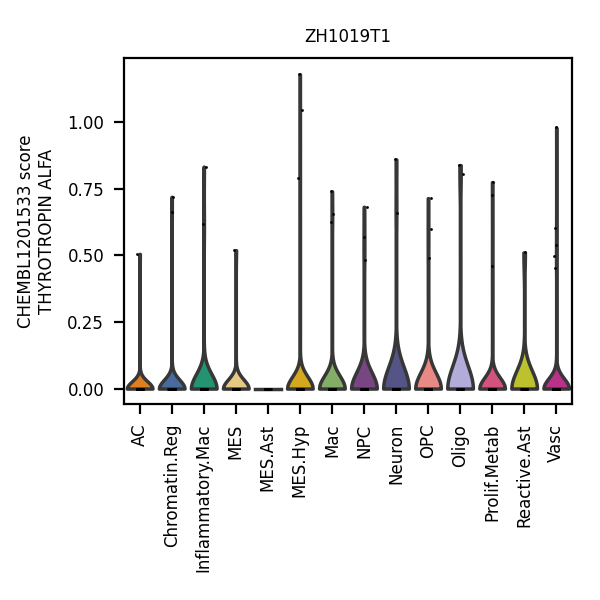 ZH1019T1
CHEMBL1201533 score
THYROTROPIN ALFA
1.00
0.75
0.50
0.25
0.00
AC
Chromatin.Reg
Inflammatory.Mac
MES
MES.Ast
MES.Hyp
Mac
NPC
Neuron
OPC
Oligo
Prolif.Metab
Reactive.Ast
Vasc